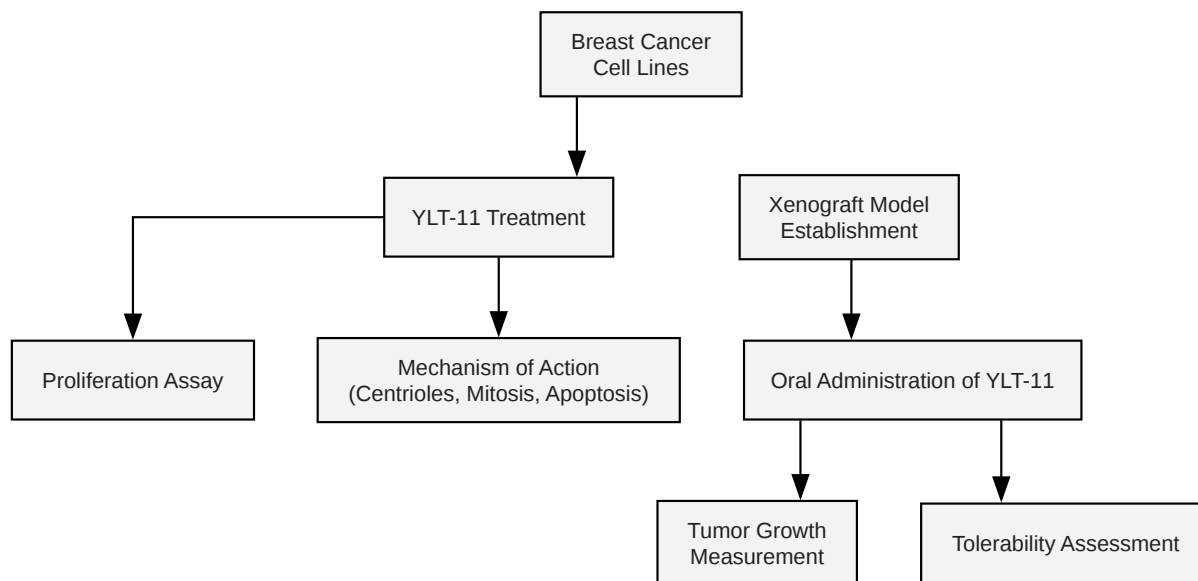 Breast Cancer
Cell Lines
YLT-11 Treatment
Xenograft Model
Establishment
Proliferation Assay
Mechanism of Action
(Centrioles, Mitosis, Apoptosis)
Oral Administration of YLT-11
Tumor Growth
Measurement
Tolerability Assessment